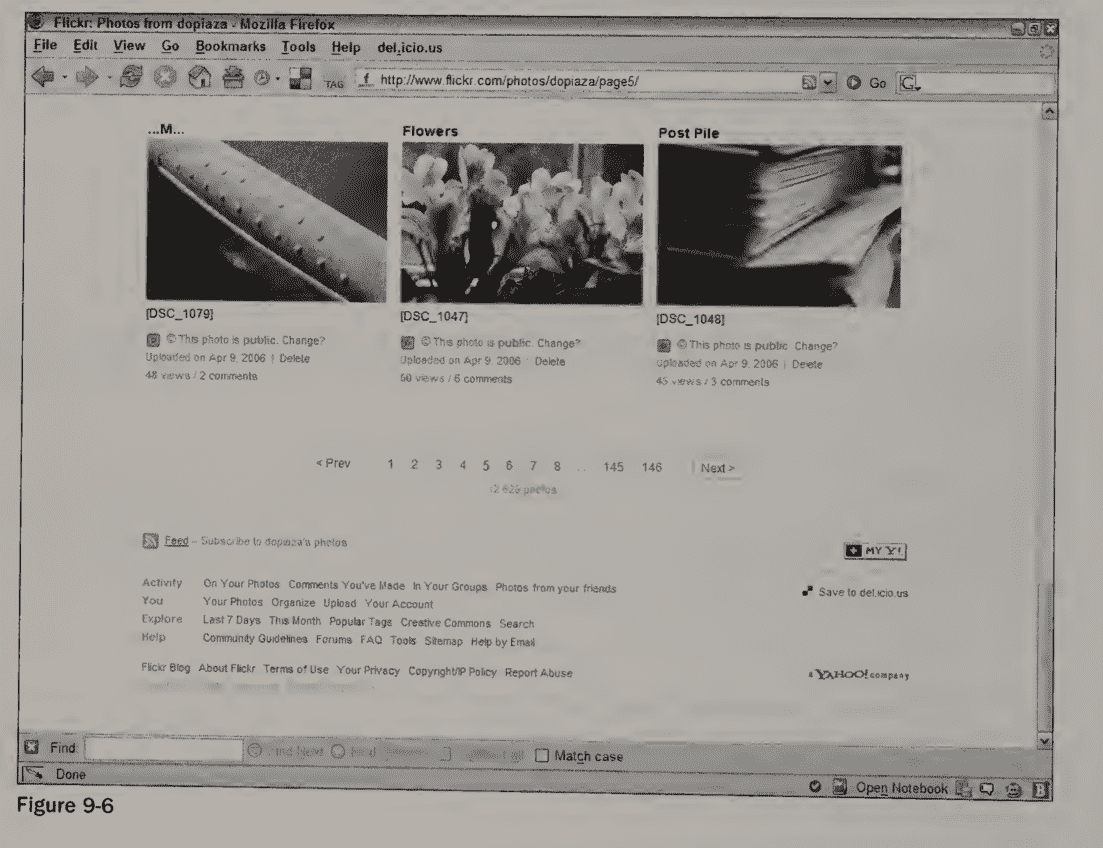 Flickr: Photos from dopiaza - Mozilla Firefox
File Edit View Go Bookmarks Tools Help del.icio.us
TAG http://www.flickr.com/photos/dopiaza/page5/ Go G
...M... Flowers Post Pile
[DSC_1079] [DSC_1047] [DSC_1048]
© This photo is public. Change? © This photo is public. Change? © This photo is public. Change?
Uploaded on Apr 9, 2006 | Delete Uploaded on Apr 9, 2006 | Delete Uploaded on Apr 9, 2006 | Delete
48 views / 2 comments 50 views / 6 comments 45 views / 3 comments
< Prev 1 2 3 4 5 6 7 8 ... 145 146 Next >
photos
Feed – Subscribe to dopiaza's photos
MY Y!
Activity On Your Photos Comments You've Made In Your Groups Photos from your friends
Save to del.icio.us
You Your Photos Organize Upload Your Account
Explore Last 7 Days This Month Popular Tags Creative Commons Search
Help Community Guidelines Forums FAQ Tools Sitemap Help by Email
Flickr Blog About Flickr Terms of Use Your Privacy Copyright/IP Policy Report Abuse
a YAHOO! company
Find: Match case
Done
Open Notebook
Figure 9-6